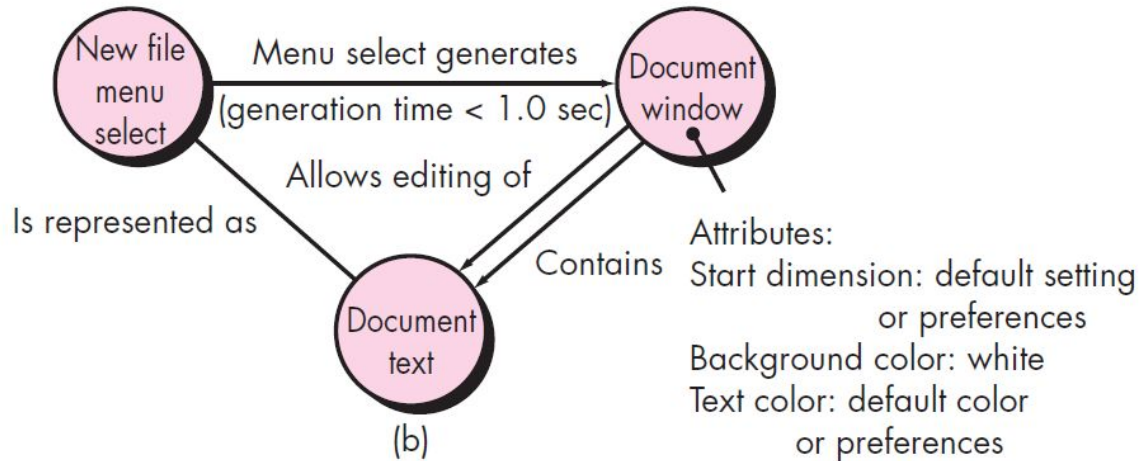 New file
menu
select
Menu select generates
(generation time < 1.0 sec)
Document
window
Allows editing of
Is represented as
Contains
Document
text
Attributes:
Start dimension: default setting
or preferences
Background color: white
Text color: default color
or preferences
(b)